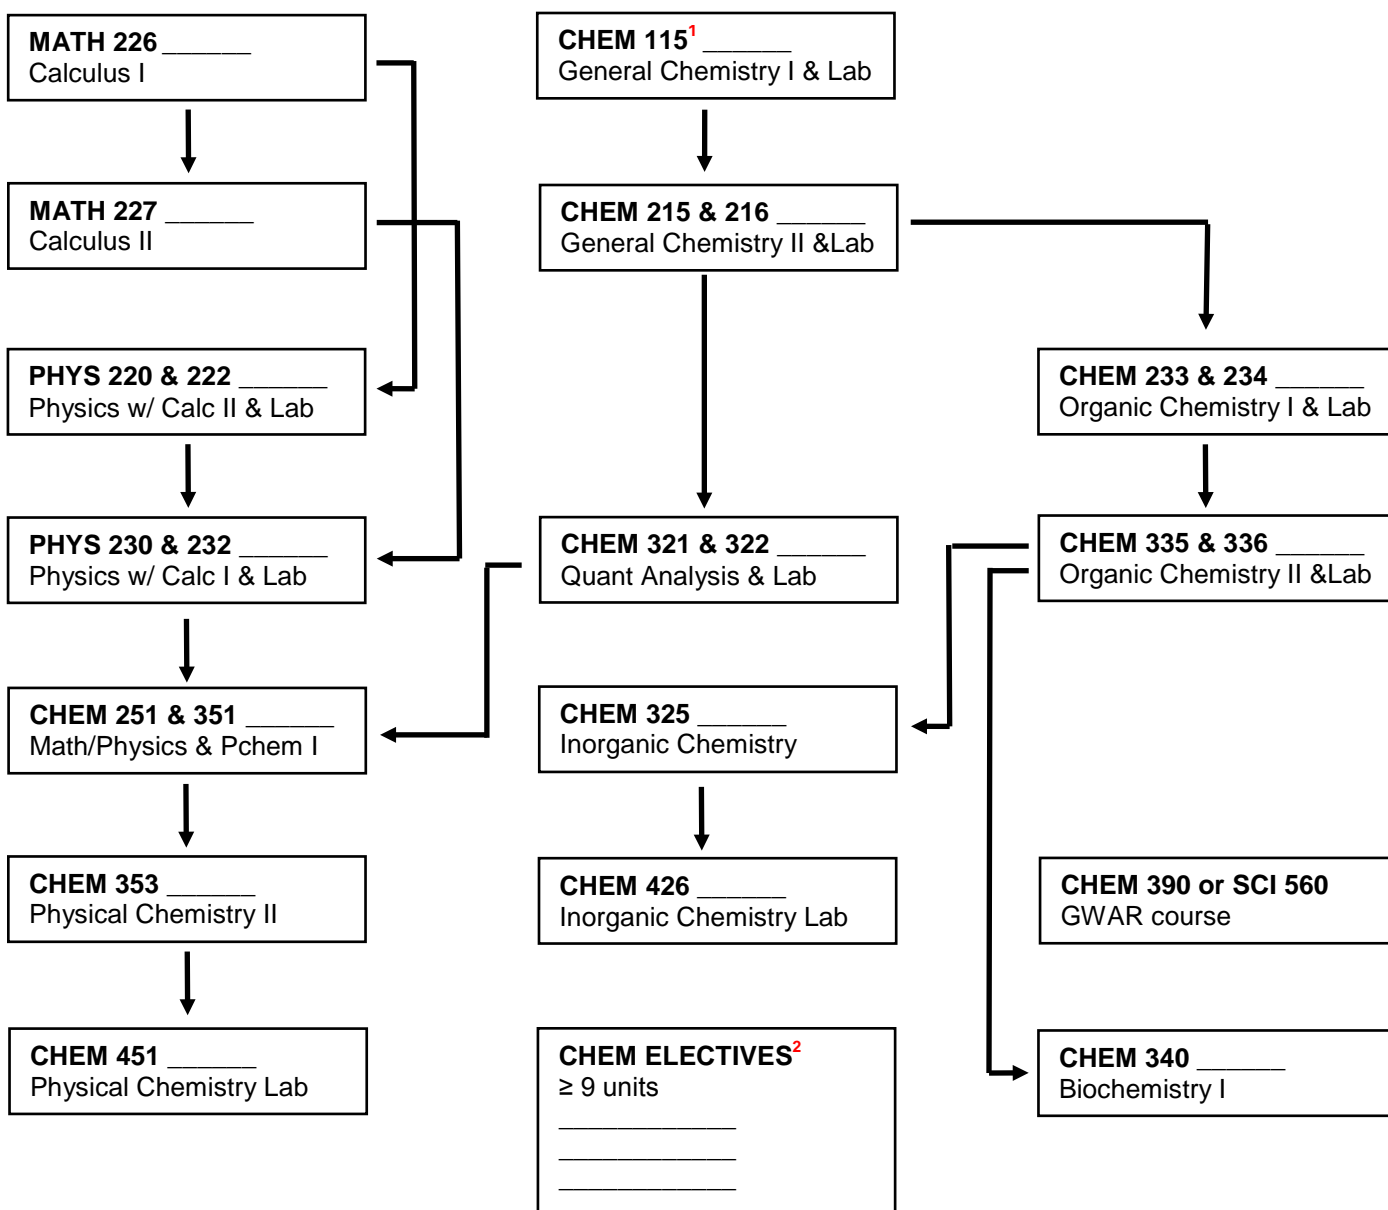 MATH 226 ______
Calculus I
CHEM 115¹ ______
General Chemistry I & Lab
MATH 227 ______
Calculus II
CHEM 215 & 216 ______
General Chemistry II &Lab
PHYS 220 & 222 ______
Physics w/ Calc II & Lab
CHEM 233 & 234 ______
Organic Chemistry I & Lab
PHYS 230 & 232 ______
Physics w/ Calc I & Lab
CHEM 321 & 322 ______
Quant Analysis & Lab
CHEM 335 & 336 ______
Organic Chemistry II &Lab
CHEM 251 & 351 ______
Math/Physics & Pchem I
CHEM 325 ______
Inorganic Chemistry
CHEM 353 ______
Physical Chemistry II
CHEM 426 ______
Inorganic Chemistry Lab
CHEM 390 or SCI 560
GWAR course
CHEM 451 ______
Physical Chemistry Lab
CHEM ELECTIVES²
≥ 9 units
____________
____________
____________
CHEM 340 ______
Biochemistry I